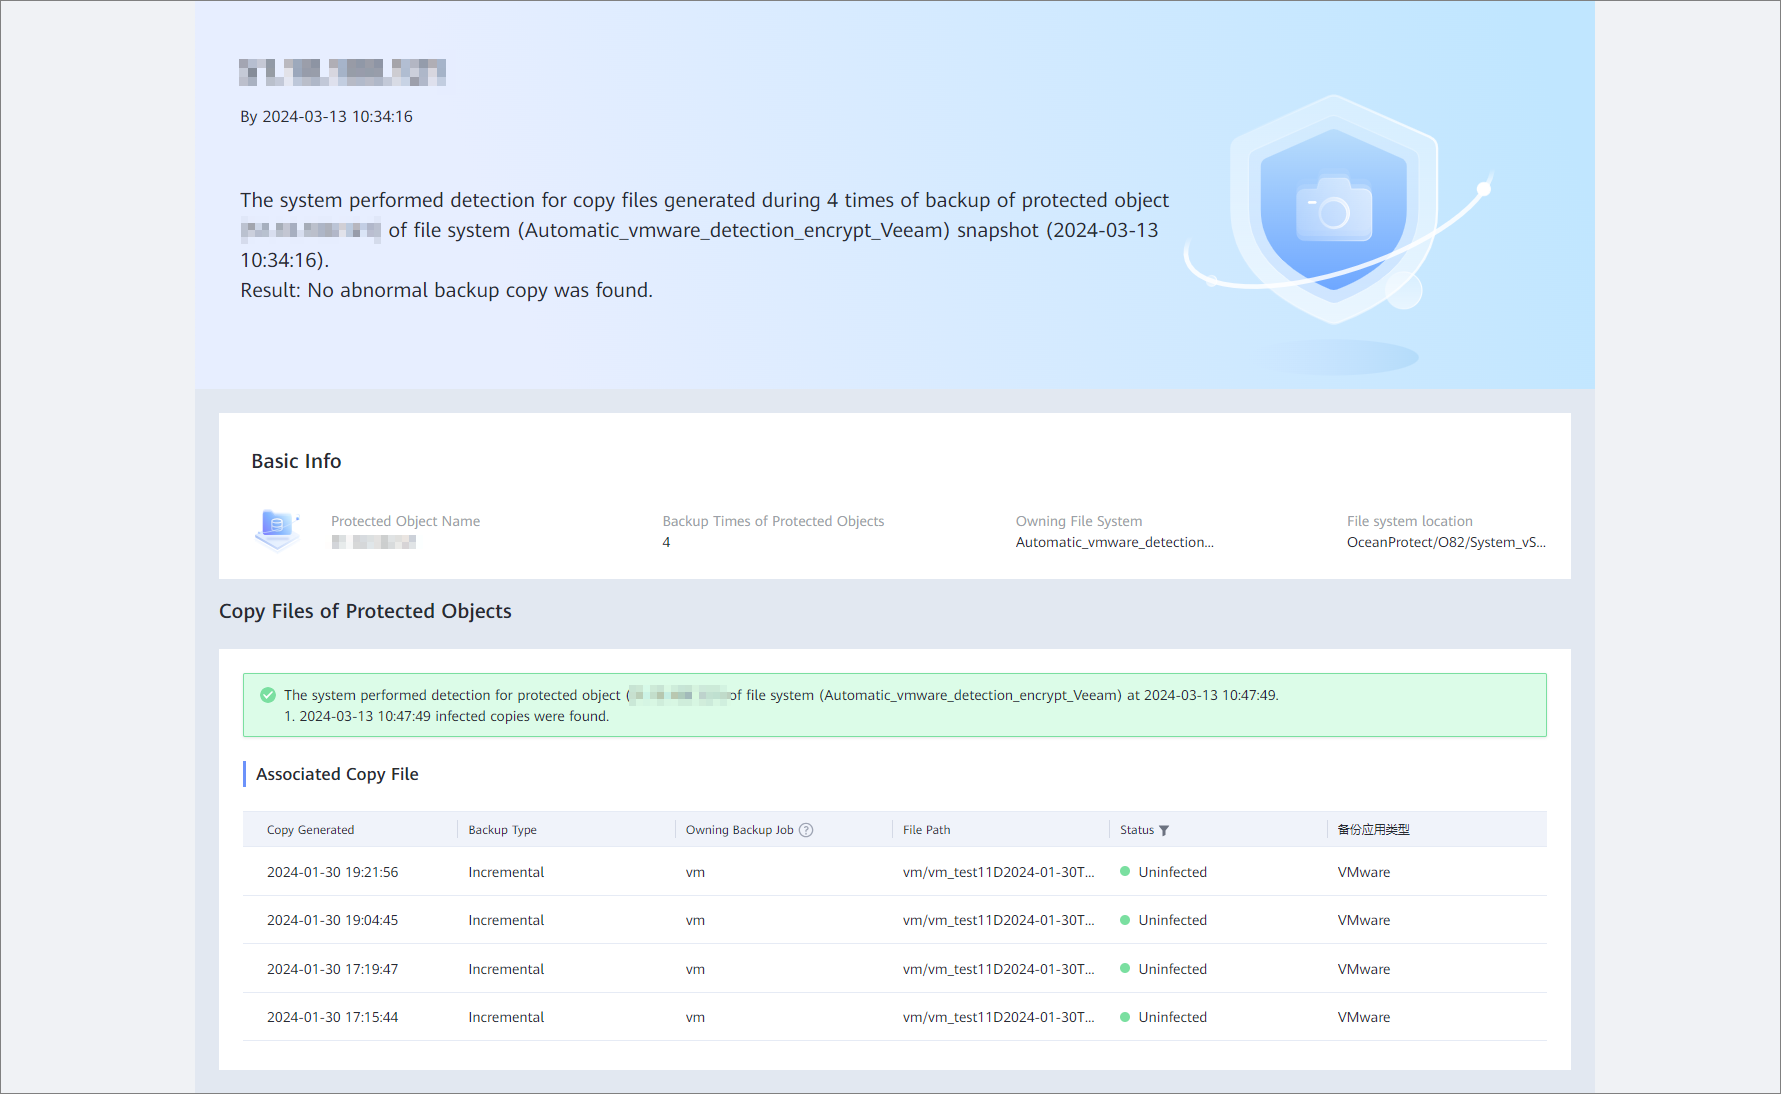 By 2024-03-13 10:34:16
The system performed detection for copy files generated during 4 times of backup of protected object
of file system (Automatic_vmware_detection_encrypt_Veeam) snapshot (2024-03-13
10:34:16).
Result: No abnormal backup copy was found.
Basic Info
Protected Object Name
Backup Times of Protected Objects
4
Owning File System
Automatic_vmware_detection...
File system location
OceanProtect/O82/System_vS...
Copy Files of Protected Objects
The system performed detection for protected object ( of file system (Automatic_vmware_detection_encrypt_Veeam) at 2024-03-13 10:47:49.
1. 2024-03-13 10:47:49 infected copies were found.
Associated Copy File
Copy Generated Backup Type Owning Backup Job ? File Path Status 备份应用类型
2024-01-30 19:21:56 Incremental vm vm/vm_test11D2024-01-30T... Uninfected VMware
2024-01-30 19:04:45 Incremental vm vm/vm_test11D2024-01-30T... Uninfected VMware
2024-01-30 17:19:47 Incremental vm vm/vm_test11D2024-01-30T... Uninfected VMware
2024-01-30 17:15:44 Incremental vm vm/vm_test11D2024-01-30T... Uninfected VMware